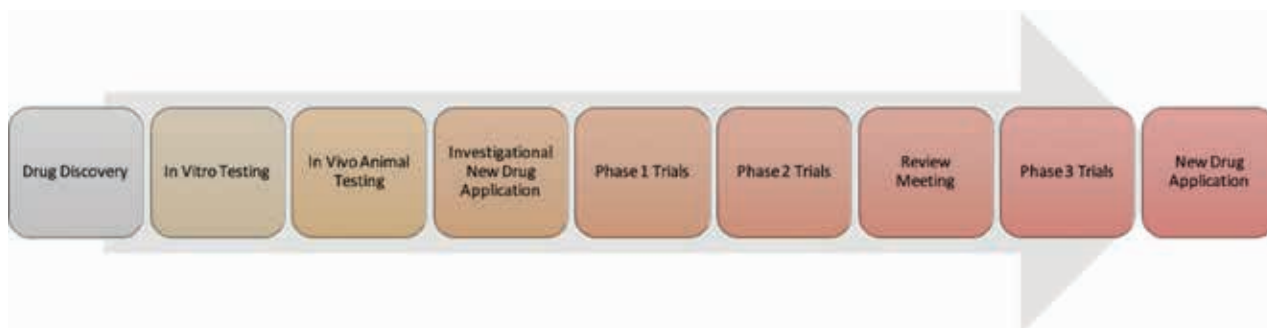 Drug Discovery
In Vitro Testing
In Vivo Animal
Testing
Investigational
New Drug
Application
Phase 1 Trials
Phase 2 Trials
Review
Meeting
Phase 3 Trials
New Drug
Application